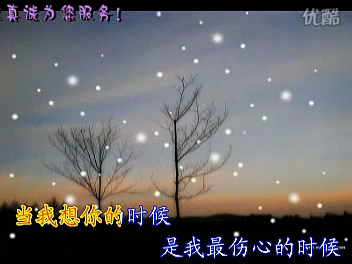 真诚为您服务！
优酷
当我想你的时候
是我最伤心的时候